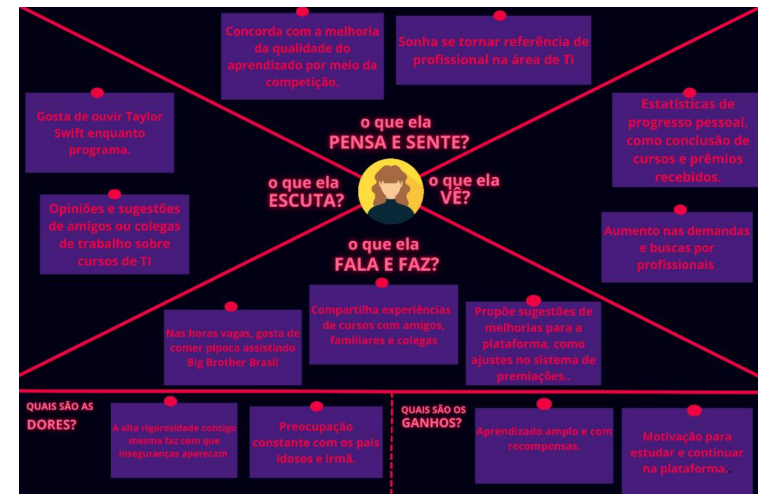 Concorda com a melhoria
da qualidade do
aprendizado por meio da
competição.
Sonha se tornar referência de
profissional na área de TI
Gosta de ouvir Taylor
Swift enquanto
programa.
Estatísticas de
progresso pessoal,
como conclusão de
cursos e prêmios
recebidos.
o que ela
PENSA E SENTE?
o que ela
ESCUTA?
o que ela
VÊ?
Opiniões e sugestões
de amigos ou colegas
de trabalho sobre
cursos de TI
Aumento nas demandas
e buscas por
profissionais
o que ela
FALA E FAZ?
Nas horas vagas, gosta de
comer pipoca assistindo
Big Brother Brasil
Compartilha experiências
de cursos com amigos,
familiares e colegas
Propõe sugestões de
melhorias para a
plataforma, como
ajustes no sistema de
premiações..
QUAIS SÃO AS
DORES?
A alta rigorosidade consigo
mesma faz com que
inseguranças apareçam
Preocupação
constante com os pais
idosos e irmã.
QUAIS SÃO OS
GANHOS?
Aprendizado amplo e com
recompensas.
Motivação para
estudar e continuar
na plataforma..